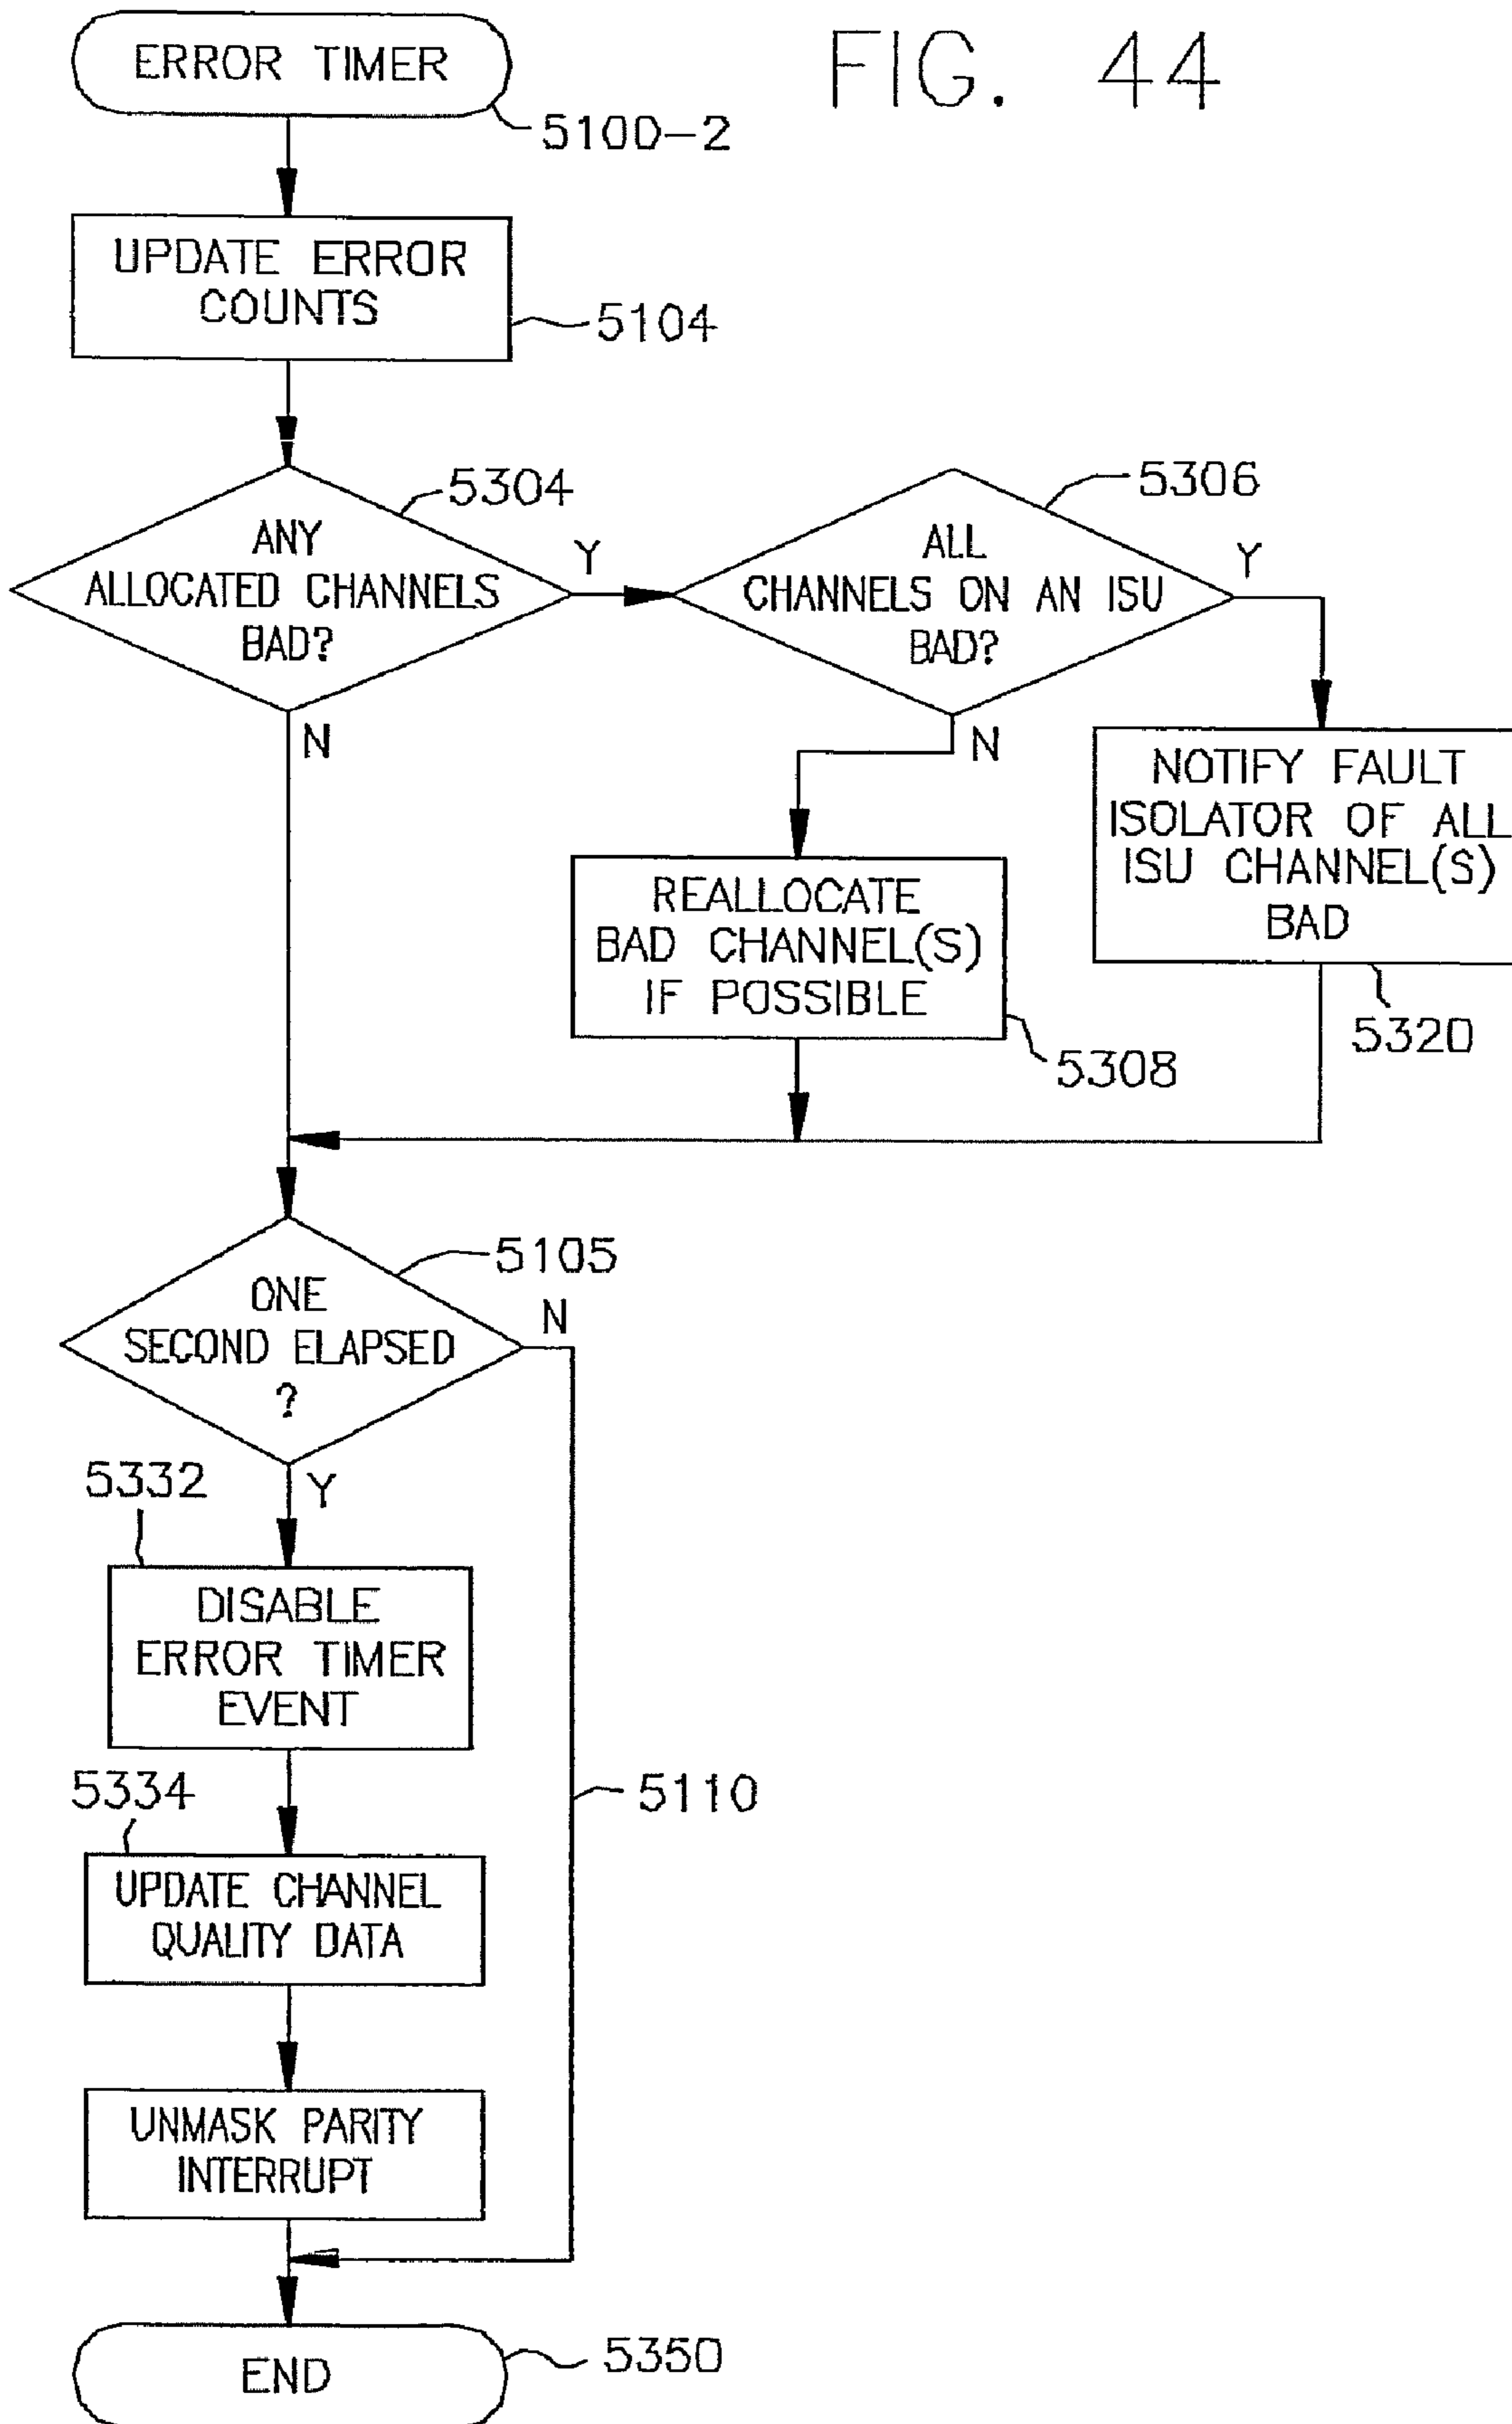 FIG. 44
ERROR TIMER
5100-2
UPDATE ERROR
COUNTS
5104
5304
ANY
ALLOCATED CHANNELS
BAD?
Y
N
5306
ALL
CHANNELS ON AN ISU
BAD?
Y
N
NOTIFY FAULT
ISOLATOR OF ALL
ISU CHANNEL(S)
BAD
5320
REALLOCATE
BAD CHANNEL(S)
IF POSSIBLE
5308
5105
ONE
SECOND ELAPSED
?
N
Y
5332
DISABLE
ERROR TIMER
EVENT
5110
5334
UPDATE CHANNEL
QUALITY DATA
UNMASK PARITY
INTERRUPT
END
5350